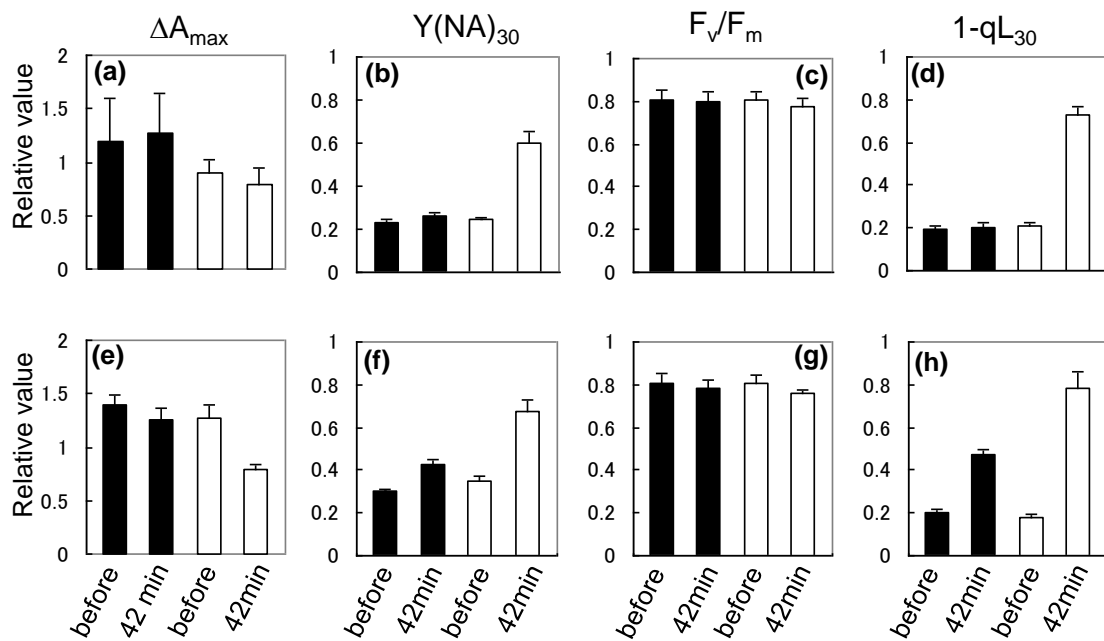 ΔAmax Y(NA)30 Fv/Fm 1-qL30
Relative value
2
1.5
1
0.5
0
(a)
1
0.8
0.6
0.4
0.2
0
(b)
1
0.8
0.6
0.4
0.2
0
(c)
1
0.8
0.6
0.4
0.2
0
(d)
Relative value
2
1.5
1
0.5
0
(e)
1
0.8
0.6
0.4
0.2
0
(f)
1
0.8
0.6
0.4
0.2
0
(g)
1
0.8
0.6
0.4
0.2
0
(h)
before
42 min
before
42min
before
42min
before
42min
before
42min
before
42min
before
42min
before
42min